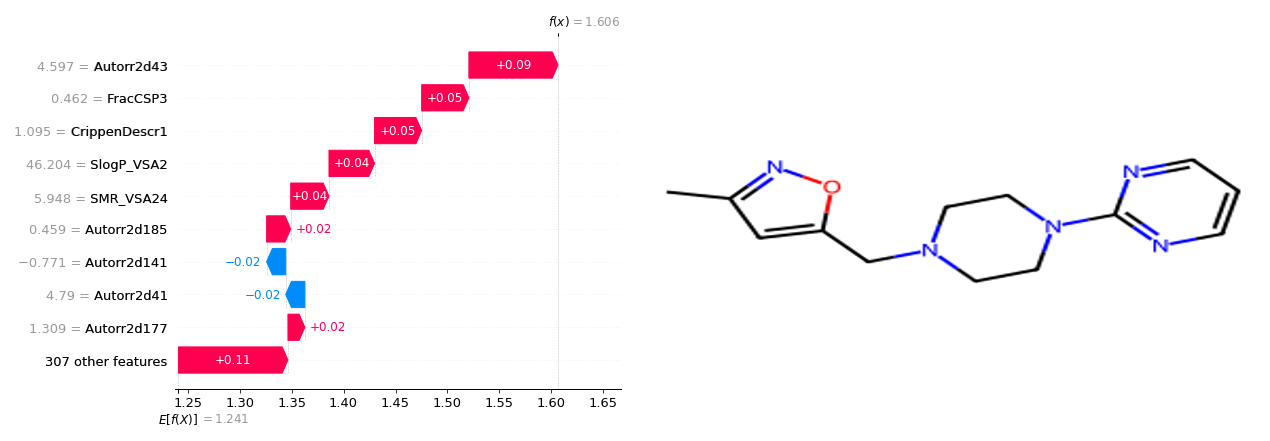 f(x) = 1.606
4.597 = Autorr2d43
+0.09
0.462 = FracCSP3
+0.05
1.095 = CrippenDescr1
+0.05
46.204 = SlogP_VSA2
+0.04
5.948 = SMR_VSA24
+0.04
0.459 = Autorr2d185
+0.02
−0.771 = Autorr2d141
−0.02
4.79 = Autorr2d41
−0.02
1.309 = Autorr2d177
+0.02
307 other features
+0.11
1.25 1.30 1.35 1.40 1.45 1.50 1.55 1.60 1.65
E[f(X)] = 1.241
N
O
N
N
N
N